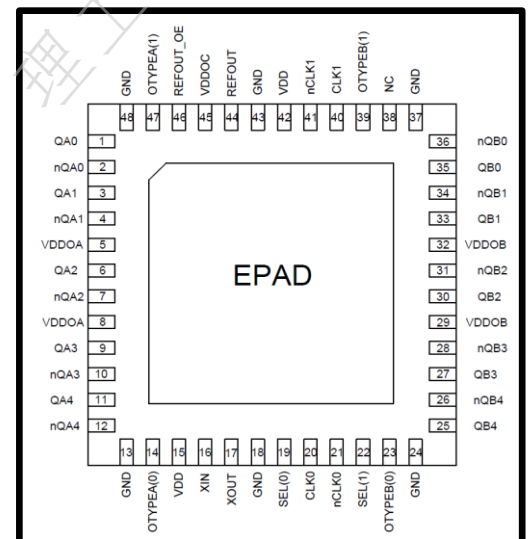 理工
GND
OTYPEA(1)
REFOUT_OE
VDDOC
REFOUT
GND
VDD
nCLK1
CLK1
OTYPEB(1)
NC
GND
48 47 46 45 44 43 42 41 40 39 38 37
QA0 1 36 nQB0
nQA0 2 35 QB0
QA1 3 34 nQB1
nQA1 4 33 QB1
VDDOA 5 32 VDDOB
QA2 6 31 nQB2
EPAD
nQA2 7 30 QB2
VDDOA 8 29 VDDOB
QA3 9 28 nQB3
nQA3 10 27 QB3
QA4 11 26 nQB4
nQA4 12 25 QB4
13 14 15 16 17 18 19 20 21 22 23 24
GND
OTYPEA(0)
VDD
XIN
XOUT
GND
SEL(0)
CLK0
nCLK0
SEL(1)
OTYPEB(0)
GND